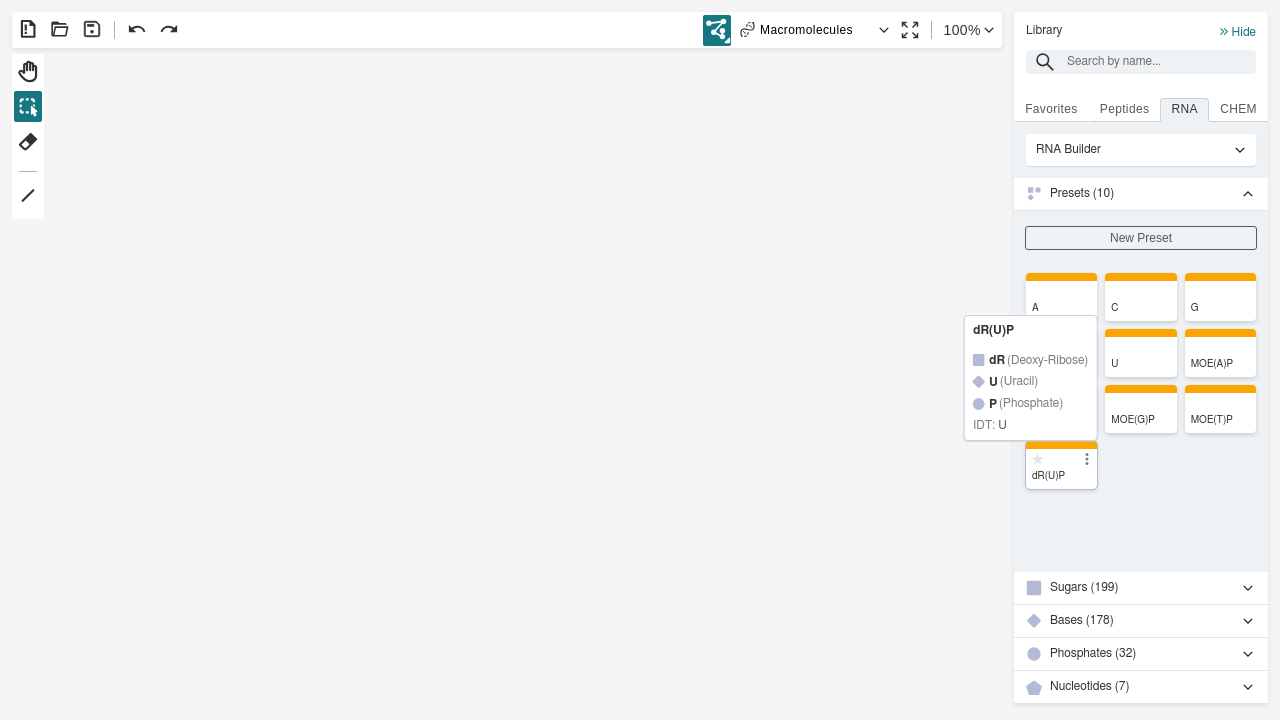 Macromolecules
100%
Library
Hide
Search by name...
Favorites
Peptides
RNA
CHEM
RNA Builder
Presets (10)
New Preset
A
C
G
dR(U)P
dR (Deoxy-Ribose)
U (Uracil)
P (Phosphate)
IDT: U
U
MOE(A)P
MOE(G)P
MOE(T)P
dR(U)P
Sugars (199)
Bases (178)
Phosphates (32)
Nucleotides (7)